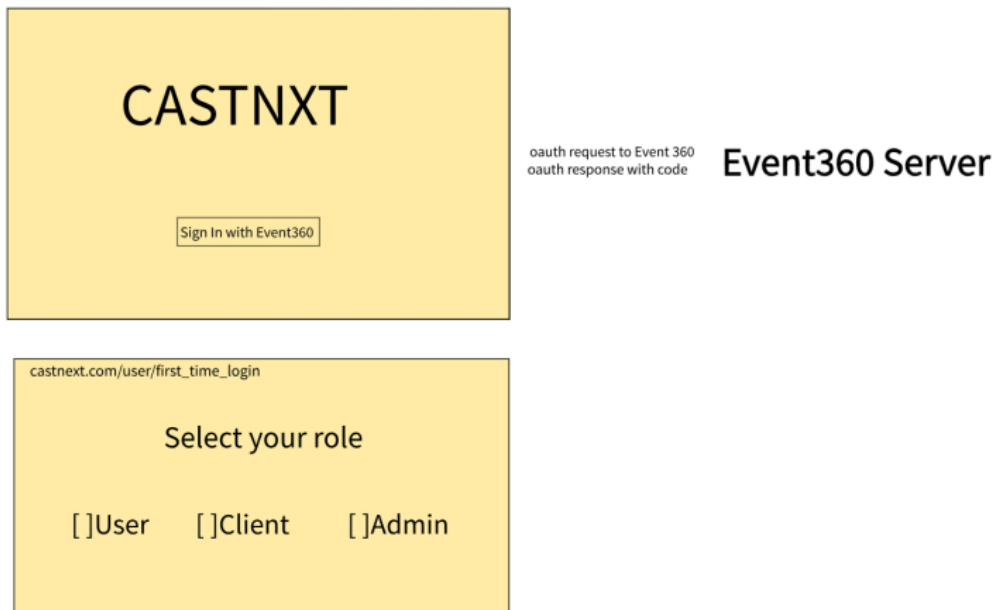 CASTNXT
Sign In with Event360
oauth request to Event 360
oauth response with code
Event360 Server
castnext.com/user/first_time_login
Select your role
[ ]User [ ]Client [ ]Admin